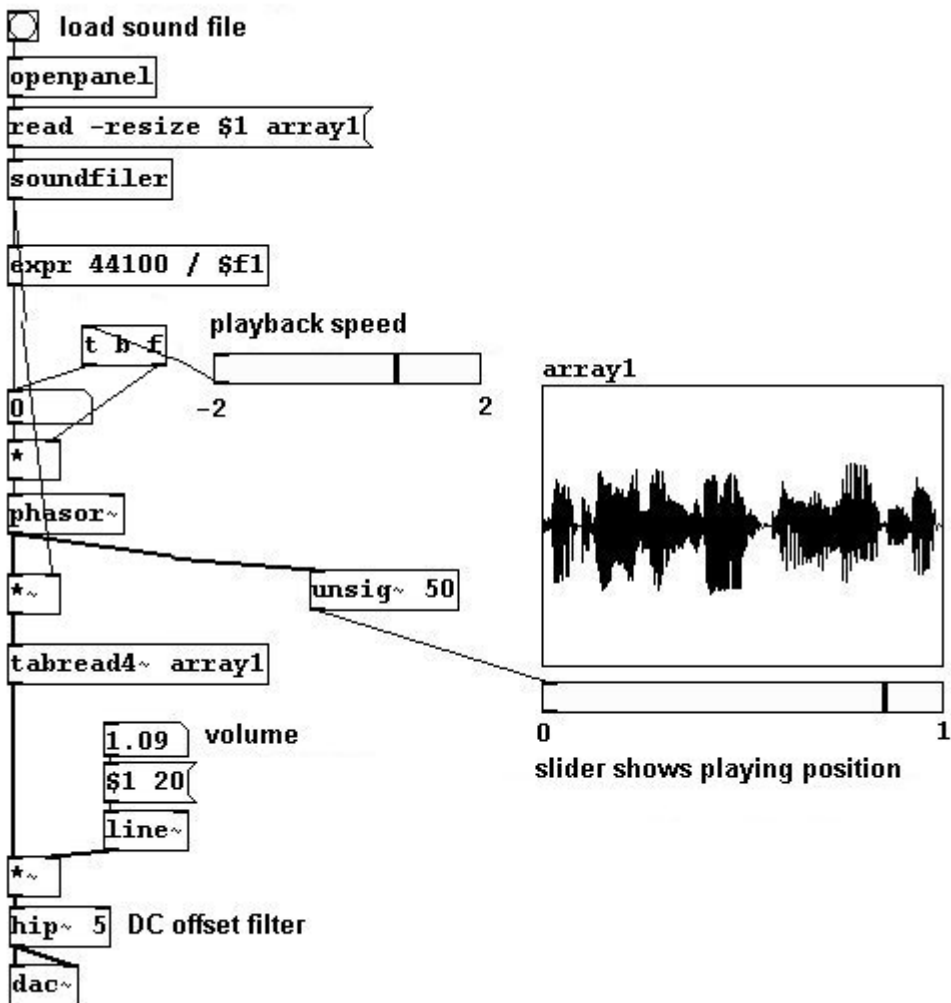 load sound file
openpanel
read -resize $1 array1
soundfiler
expr 44100 / $f1
t b f
playback speed
0
-2
2
*
phasor~
array1
*~
unsig~ 50
tabread4~ array1
0
1
slider shows playing position
1.09
volume
$1 20
line~
*~
hip~ 5
DC offset filter
dac~